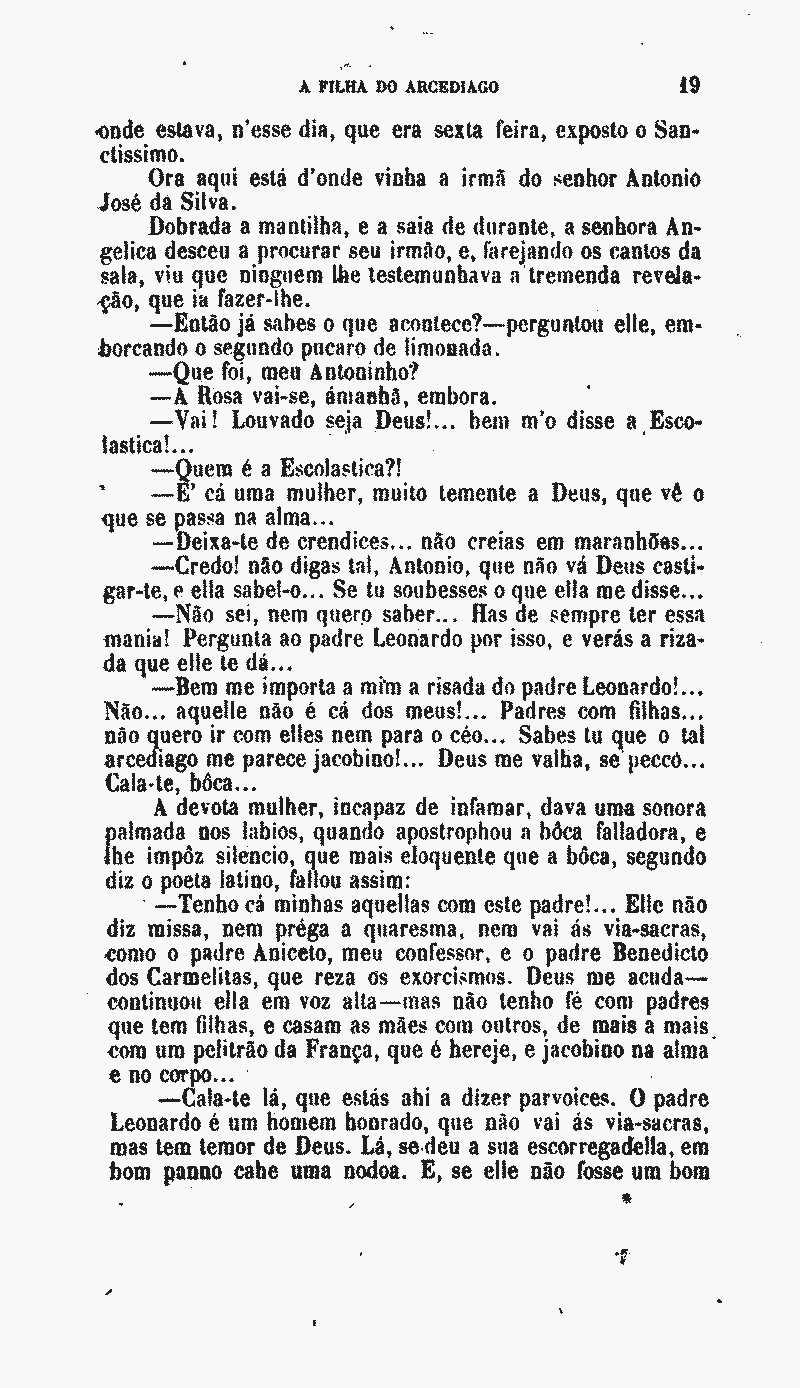 A FILHA DO ARCEDIAGO 19
onde estava, n'esse dia, que era sexta feira, exposto o San-
ctissimo.
Ora aqui está d'onde vinha a irmã do senhor Antonio
José da Silva.
Dobrada a mantilha, e a saia de durante, a senhora An-
gelica desceu a procurar seu irmão, e, farejando os cantos da
sala, viu que ninguem lhe testemunhava a tremenda revela-
ção, que ia fazer-lhe.
—Então já sabes o que acontece?—perguntou elle, em-
borcando o segundo pucaro de limonada.
—Que foi, meu Antoninho?
—A Rosa vai-se, ámanhã, embora.
—Vai! Louvado seja Deus!... bem m'o disse a Esco-
lastica!...
—Quem é a Escolastica?!
—E' cá uma mulher, muito temente a Deus, que vê o
que se passa na alma...
—Deixa-te de crendices... não creias em maranhões...
—Credo! não digas tal, Antonio, que não vá Deus casti-
gar-te, e ella sabel-o... Se tu soubesses o que ella me disse...
—Não sei, nem quero saber... Has de sempre ter essa
mania! Pergunta ao padre Leonardo por isso, e verás a riza-
da que elle te dá...
—Bem me importa a mim a risada do padre Leonardo!...
Não... aquelle não é cá dos meus!... Padres com filhas...
não quero ir com elles nem para o céo... Sabes tu que o tal
arcediago me parece jacobino!... Deus me valha, se peccó...
Cala-te, bôca...
A devota mulher, incapaz de infamar, dava uma sonora
palmada nos labios, quando apostrophou a bôca falladora, e
lhe impôz silencio, que mais eloquente que a bôca, segundo
diz o poeta latino, fallou assim:
—Tenho cá minhas aquellas com este padre!... Elle não
diz missa, nem préga a quaresma, nem vai ás via-sacras,
como o padre Aniceto, meu confessor, e o padre Benedicto
dos Carmelitas, que reza os exorcismos. Deus me acuda—
continuou ella em voz alta—mas não tenho fé com padres
que tem filhas, e casam as mães com outros, de mais a mais
com um pelitrão da França, que é hereje, e jacobino na alma
e no corpo...
—Cala-te lá, que estás ahi a dizer parvoices. O padre
Leonardo é um homem honrado, que não vai ás via-sacras,
mas tem temor de Deus. Lá, se deu a sua escorregadella, em
bom panno cahe uma nodoa. E, se elle não fosse um bom
*